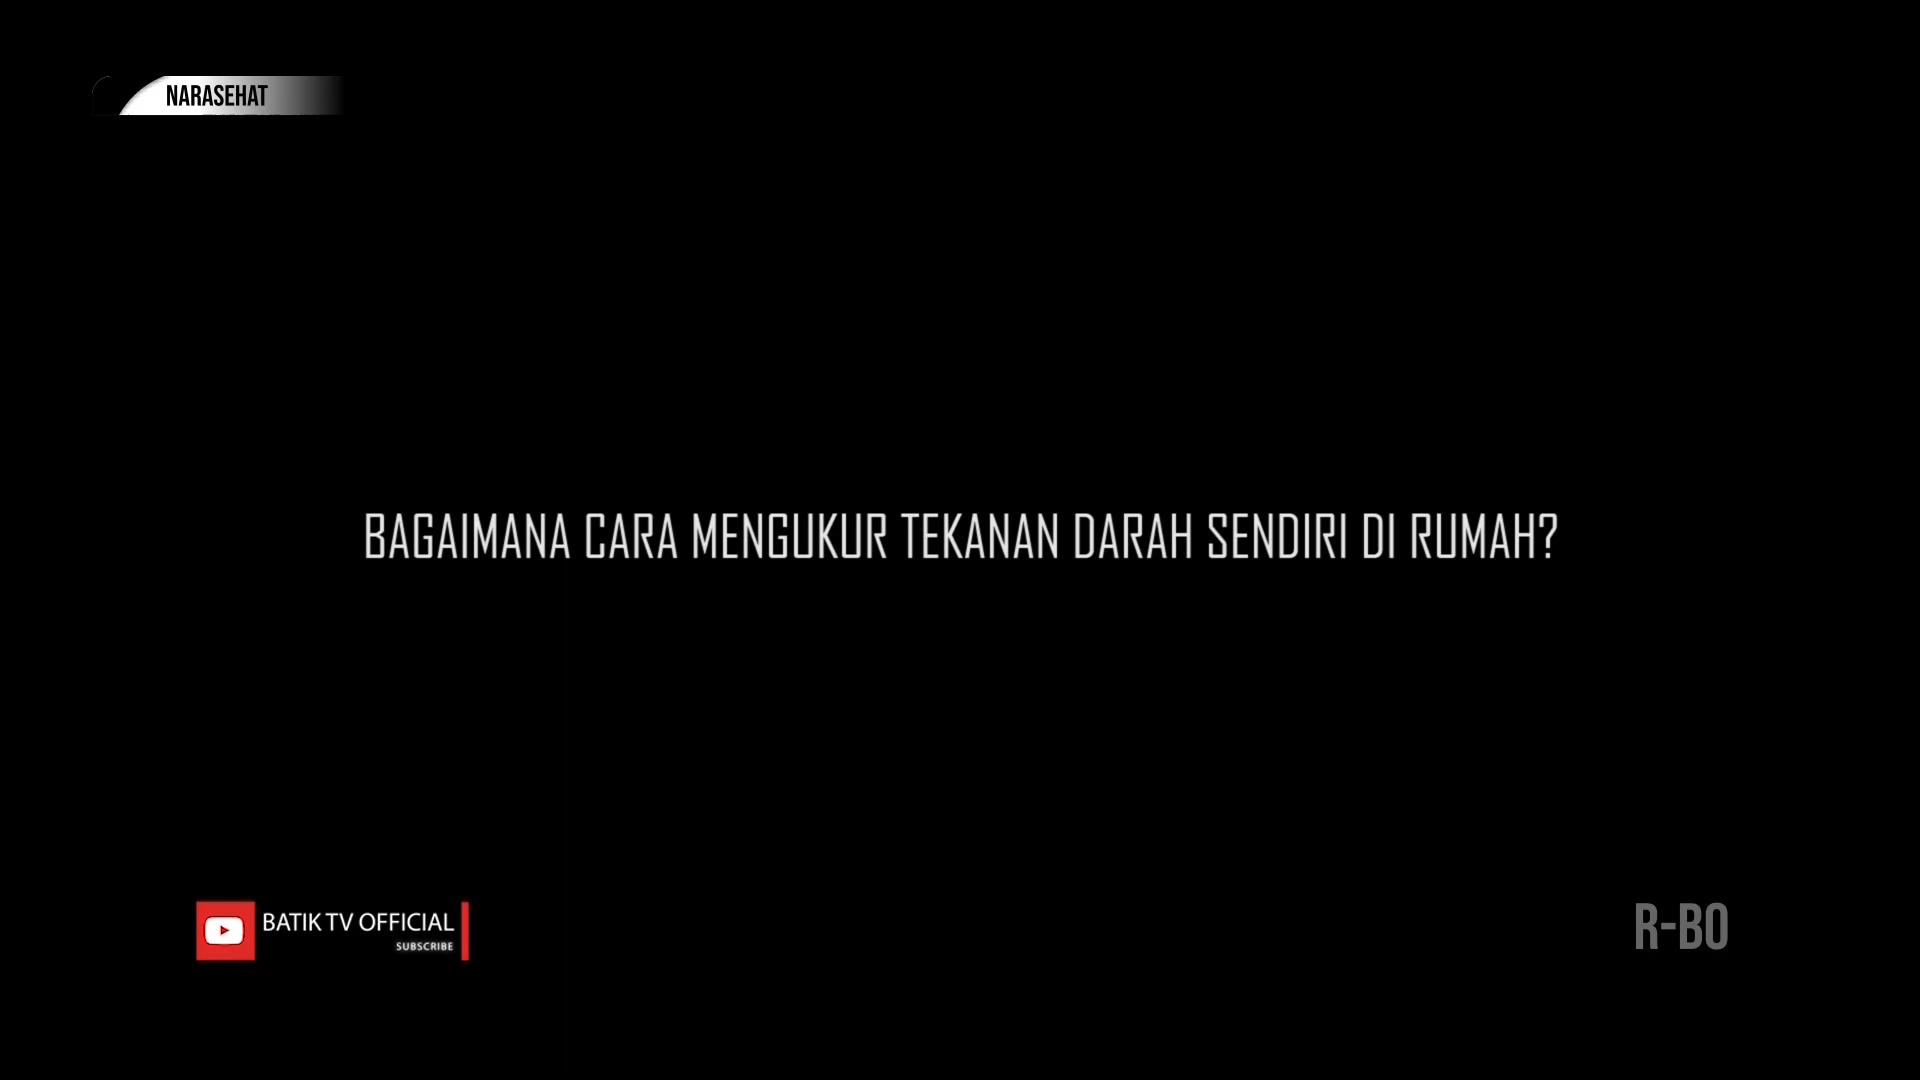 NARASEHAT
BAGAIMANA CARA MENGUKUR TEKANAN DARAH SENDIRI DI RUMAH?
BATIK TV OFFICIAL
SUBSCRIBE
R-BO